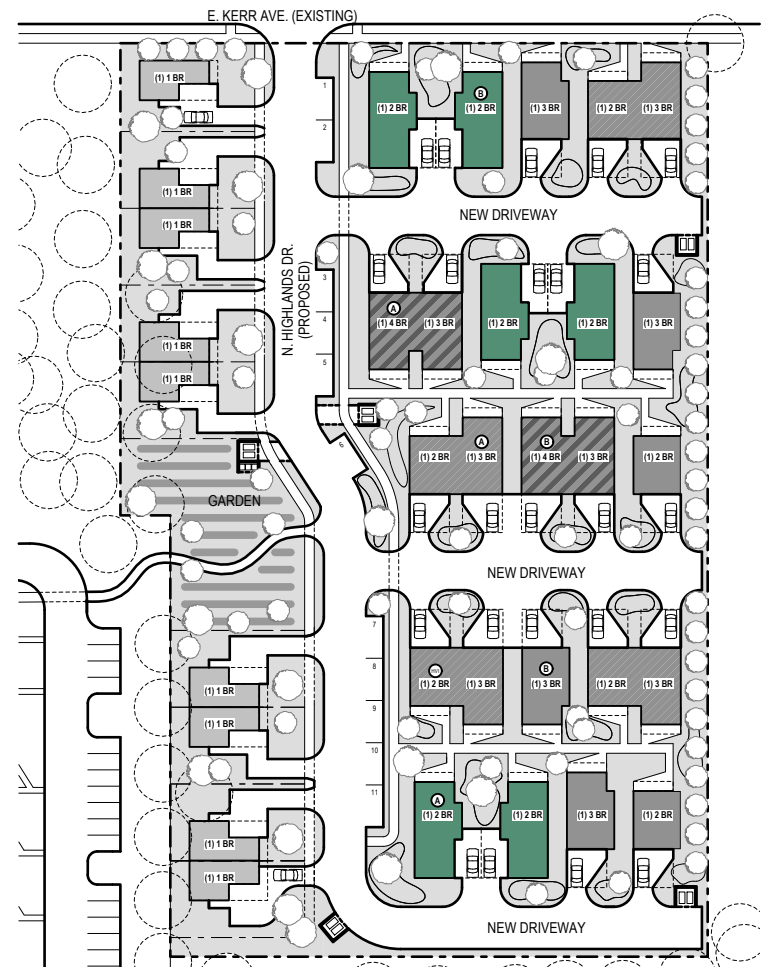 E. KERR AVE. (EXISTING)
(1) 1 BR
1
2
(1) 2 BR
B
(1) 2 BR
(1) 3 BR
(1) 2 BR
(1) 3 BR
(1) 1 BR
(1) 1 BR
NEW DRIVEWAY
N. HIGHLANDS DR.
(PROPOSED)
3
4
5
A
(1) 4 BR
(1) 3 BR
(1) 2 BR
(1) 2 BR
(1) 3 BR
(1) 1 BR
(1) 1 BR
6
(1) 2 BR
A
(1) 3 BR
B
(1) 4 BR
(1) 3 BR
(1) 2 BR
GARDEN
NEW DRIVEWAY
7
8
9
10
11
(1) 2 BR
(1) 3 BR
B
(1) 3 BR
(1) 2 BR
(1) 3 BR
(1) 1 BR
(1) 1 BR
A
(1) 2 BR
(1) 2 BR
(1) 3 BR
(1) 2 BR
(1) 1 BR
(1) 1 BR
NEW DRIVEWAY